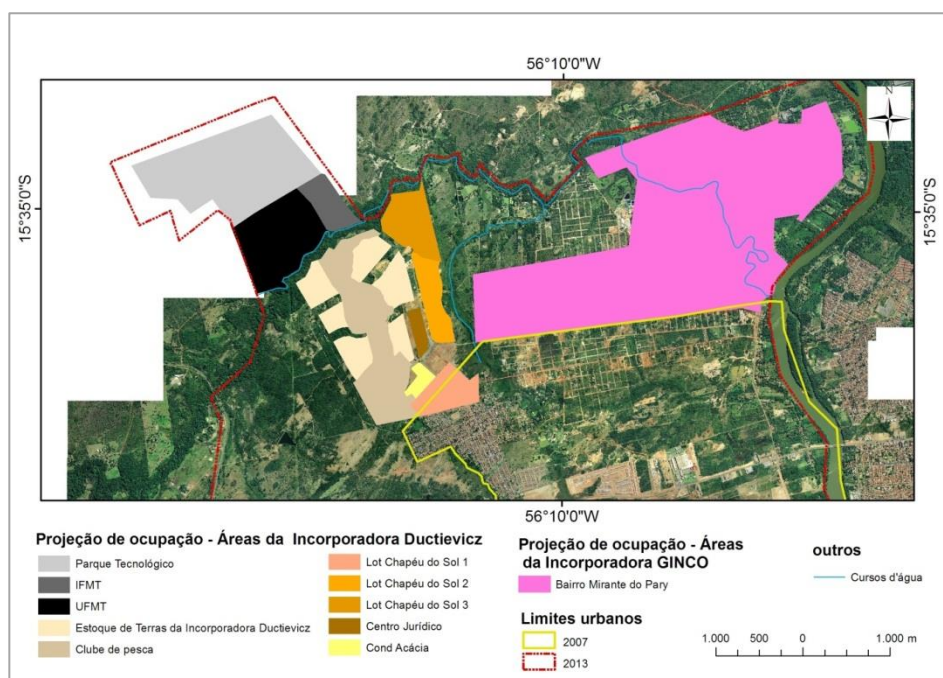 56°10'0"W
N
15°35'0"S
15°35'0"S
56°10'0"W
Projeção de ocupação - Áreas da Incorporadora Ductievicz
Parque Tecnológico
IFMT
UFMT
Estoque de Terras da Incorporadora Ductievicz
Clube de pesca
Lot Chapéu do Sol 1
Lot Chapéu do Sol 2
Lot Chapéu do Sol 3
Centro Jurídico
Cond Acácia
Projeção de ocupação - Áreas
da Incorporadora GINCO
Bairro Mirante do Pary
Limites urbanos
2007
2013
outros
Cursos d'água
1.000 500 0 1.000 m